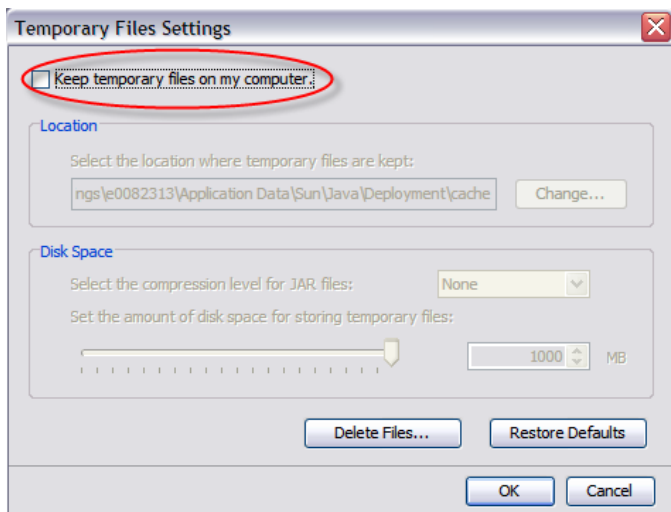 Temporary Files Settings
Keep temporary files on my computer.
Location
Select the location where temporary files are kept:
ngs\e0082313\Application Data\Sun\Java\Deployment\cache
Change...
Disk Space
Select the compression level for JAR files:
None
Set the amount of disk space for storing temporary files:
1000
MB
Delete Files...
Restore Defaults
OK
Cancel